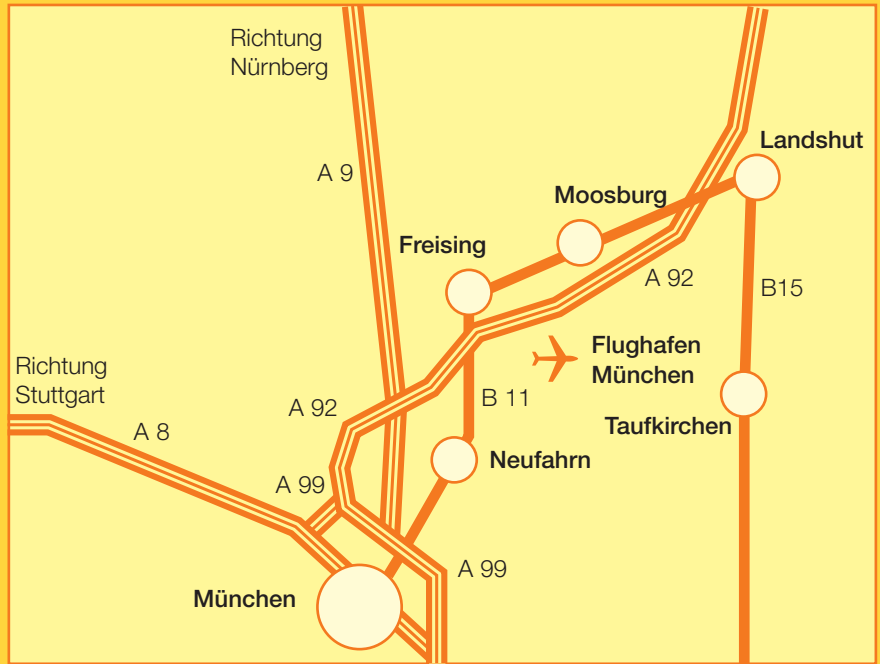 Richtung
Nürnberg
Landshut
A 9
Moosburg
Freising
A 92
B15
Flughafen
München
Richtung
Stuttgart
A 92
B 11
Taufkirchen
A 8
Neufahrn
A 99
A 99
München